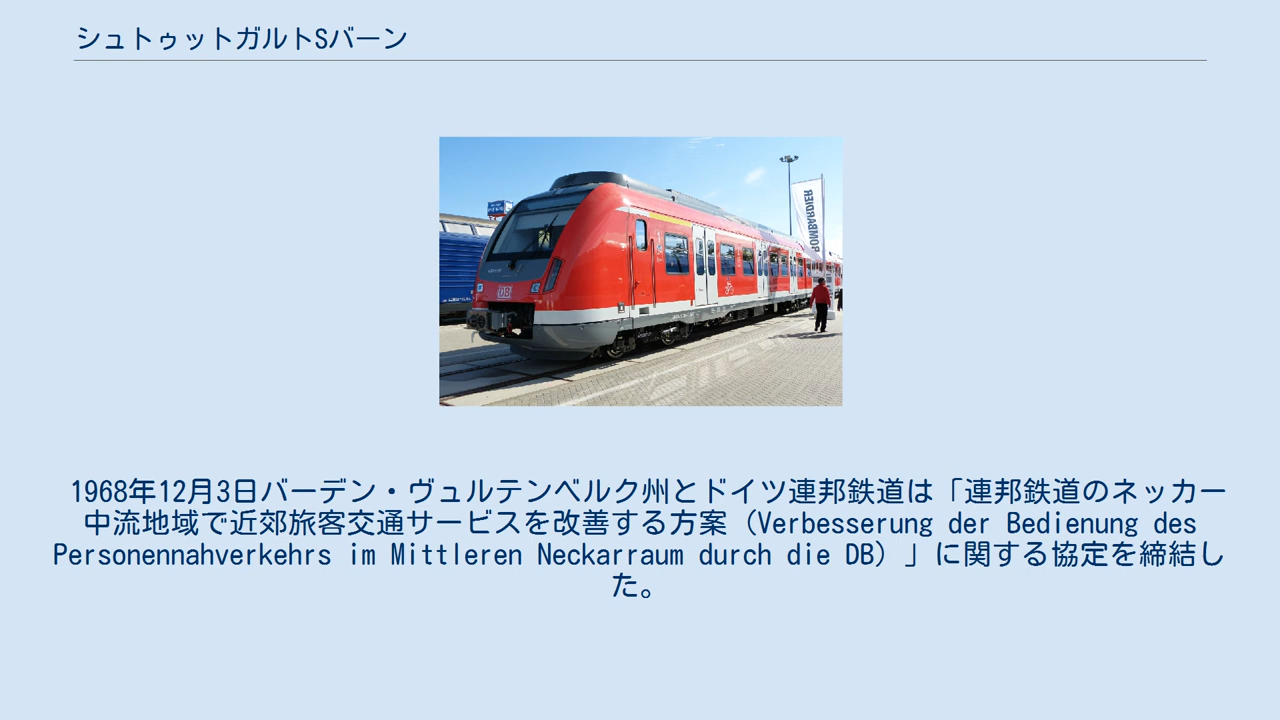 シュトゥットガルトSバーン
BOMBARDIER
DB
1968年12月3日バーデン・ヴュルテンベルク州とドイツ連邦鉄道は「連邦鉄道のネッカー
中流地域で近郊旅客交通サービスを改善する方案（Verbesserung der Bedienung des
Personennahverkehrs im Mittleren Neckarraum durch die DB）」に関する協定を締結し
た。